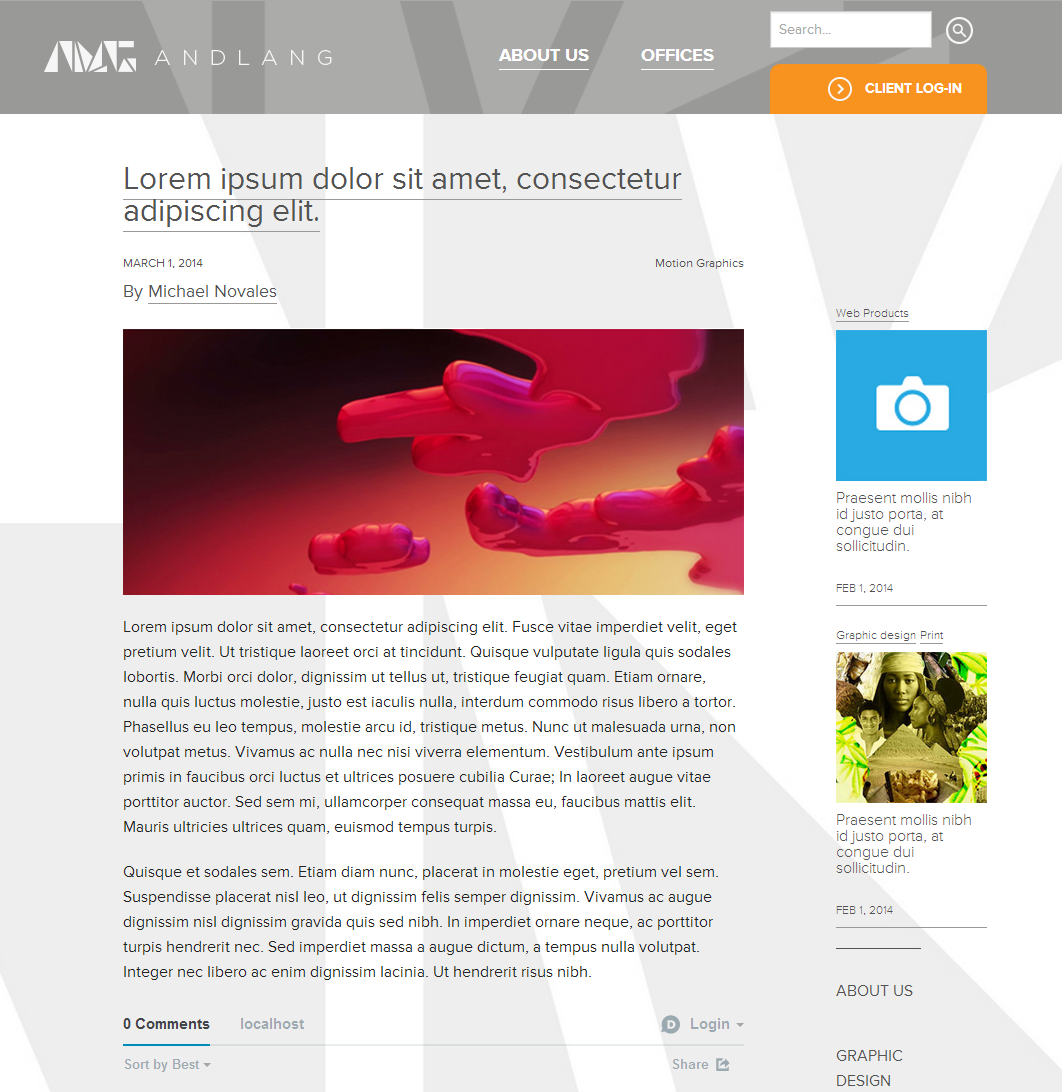 AMG ANDLANG
ABOUT US
OFFICES
Search...
CLIENT LOG-IN
Lorem ipsum dolor sit amet, consectetur
adipiscing elit.
MARCH 1, 2014
Motion Graphics
By Michael Novales
Lorem ipsum dolor sit amet, consectetur adipiscing elit. Fusce vitae imperdiet velit, eget
pretium velit. Ut tristique laoreet orci at tincidunt. Quisque vulputate ligula quis sodales
lobortis. Morbi orci dolor, dignissim ut tellus ut, tristique feugiat quam. Etiam ornare,
nulla quis luctus molestie, justo est iaculis nulla, interdum commodo risus libero a tortor.
Phasellus eu leo tempus, molestie arcu id, tristique metus. Nunc ut malesuada urna, non
volutpat metus. Vivamus ac nulla nec nisi viverra elementum. Vestibulum ante ipsum
primis in faucibus orci luctus et ultrices posuere cubilia Curae; In laoreet augue vitae
porttitor auctor. Sed sem mi, ullamcorper consequat massa eu, faucibus mattis elit.
Mauris ultricies ultrices quam, euismod tempus turpis.
Quisque et sodales sem. Etiam diam nunc, placerat in molestie eget, pretium vel sem.
Suspendisse placerat nisl leo, ut dignissim felis semper dignissim. Vivamus ac augue
dignissim nisl dignissim gravida quis sed nibh. In imperdiet ornare neque, ac porttitor
turpis hendrerit nec. Sed imperdiet massa a augue dictum, a tempus nulla volutpat.
Integer nec libero ac enim dignissim lacinia. Ut hendrerit risus nibh.
0 Comments
localhost
D Login
Sort by Best
Share
Web Products
Praesent mollis nibh
id justo porta, at
congue dui
sollicitudin.
FEB 1, 2014
Graphic design Print
Praesent mollis nibh
id justo porta, at
congue dui
sollicitudin.
FEB 1, 2014
ABOUT US
GRAPHIC
DESIGN